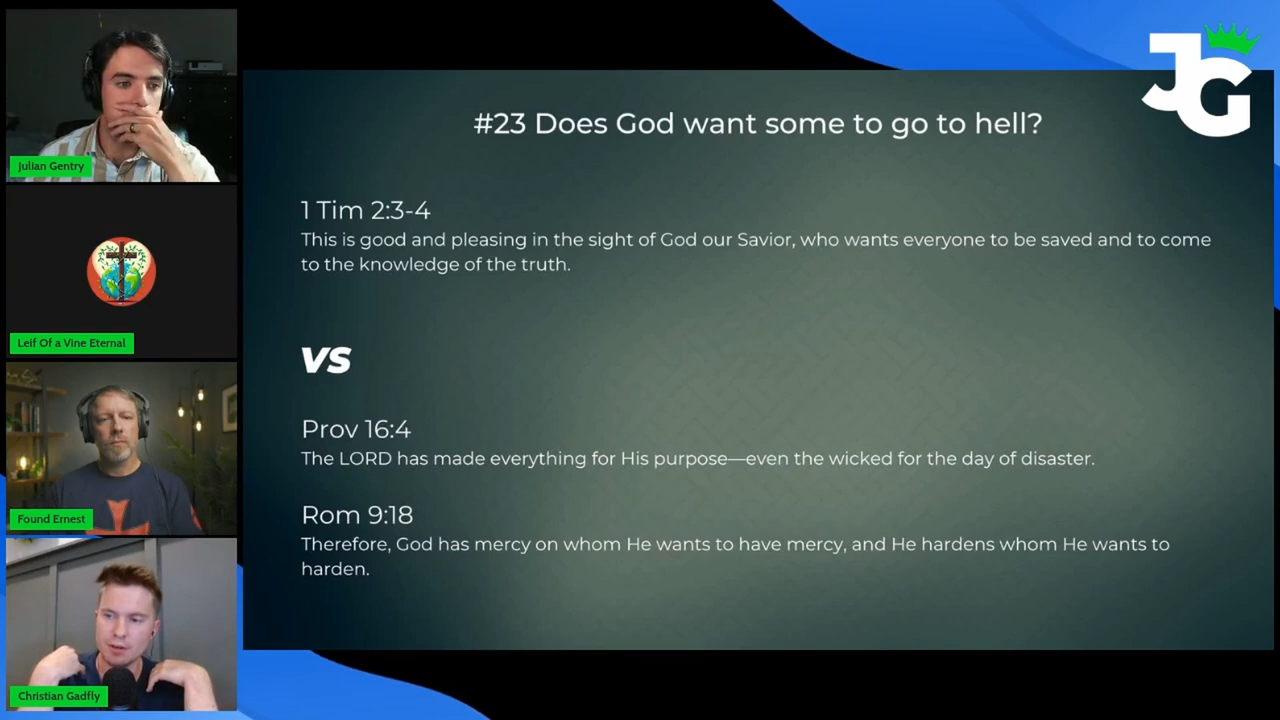 JG
#23 Does God want some to go to hell?
1 Tim 2:3-4
This is good and pleasing in the sight of God our Savior, who wants everyone to be saved and to come
to the knowledge of the truth.
VS
Prov 16:4
The LORD has made everything for His purpose—even the wicked for the day of disaster.
Rom 9:18
Therefore, God has mercy on whom He wants to have mercy, and He hardens whom He wants to
harden.
Julian Gentry
Leif Of a Vine Eternal
Found Ernest
Christian Gadfly